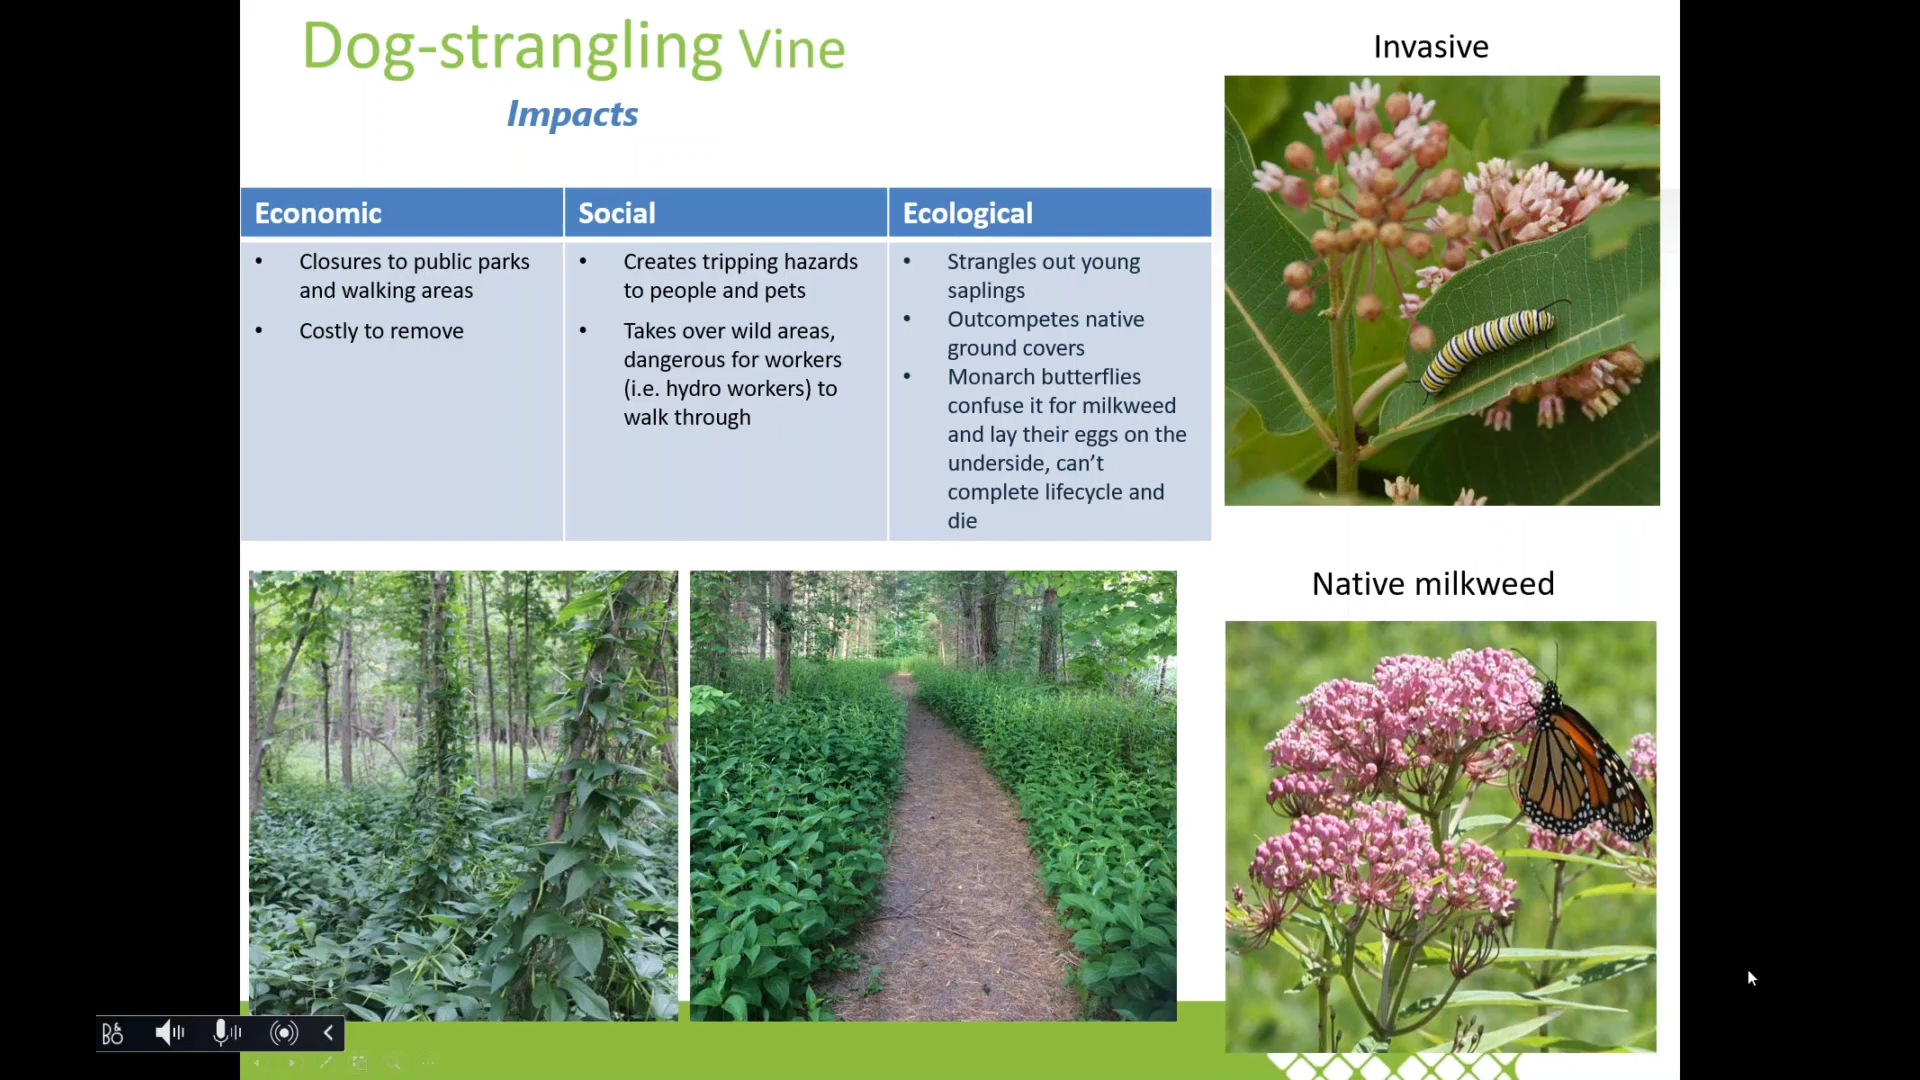 Dog-strangling Vine
Impacts
Invasive
Economic
Social
Ecological
• Closures to public parks
and walking areas
• Costly to remove
• Creates tripping hazards
to people and pets
• Takes over wild areas,
dangerous for workers
(i.e. hydro workers) to
walk through
• Strangles out young
saplings
• Outcompetes native
ground covers
• Monarch butterflies
confuse it for milkweed
and lay their eggs on the
underside, can’t
complete lifecycle and
die
Native milkweed
B&O